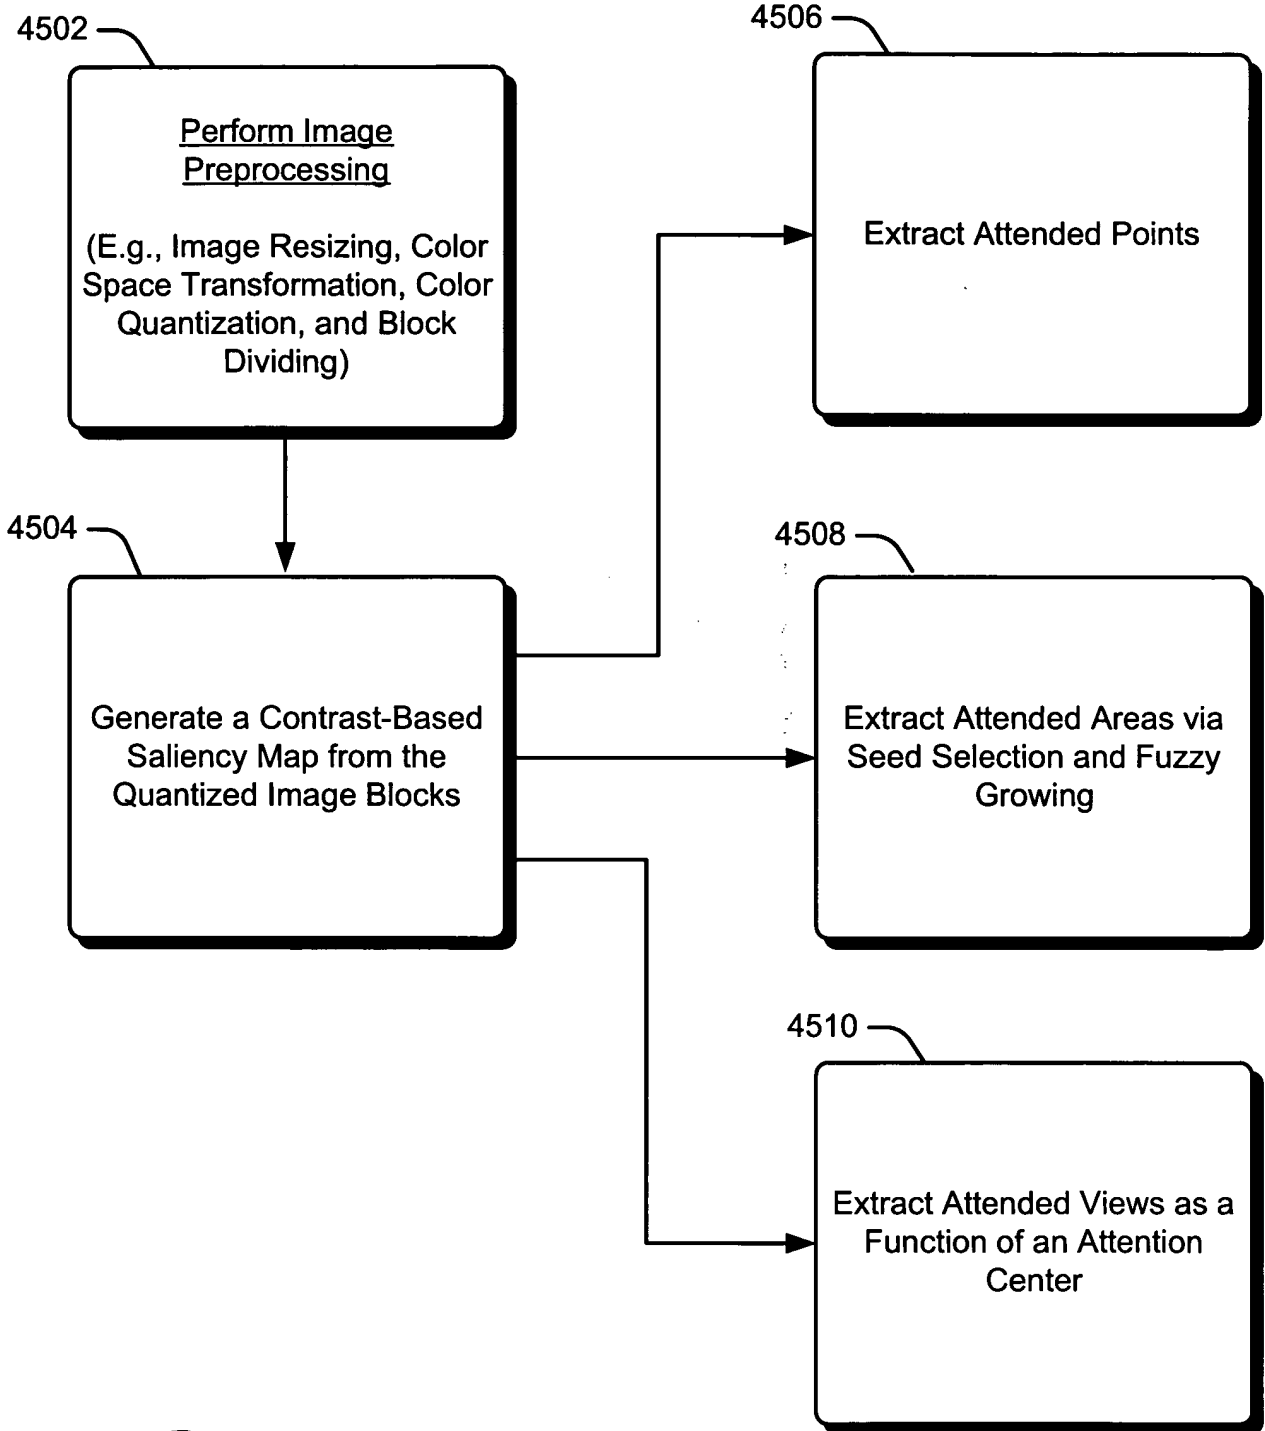 4502
Perform Image
Preprocessing
(E.g., Image Resizing, Color
Space Transformation, Color
Quantization, and Block
Dividing)
4504
Generate a Contrast-Based
Saliency Map from the
Quantized Image Blocks
4506
Extract Attended Points
4508
Extract Attended Areas via
Seed Selection and Fuzzy
Growing
4510
Extract Attended Views as a
Function of an Attention
Center